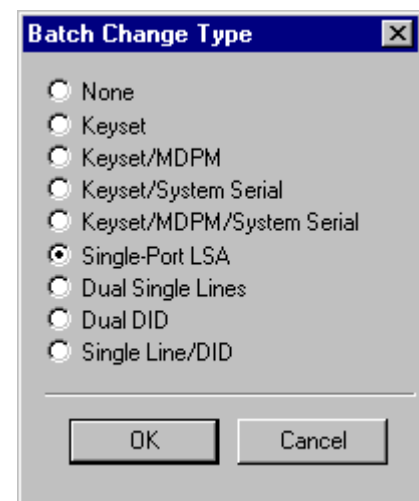 Batch Change Type
None
Keyset
Keyset/MDPM
Keyset/System Serial
Keyset/MDPM/System Serial
Single-Port LSA
Dual Single Lines
Dual DID
Single Line/DID
OK Cancel